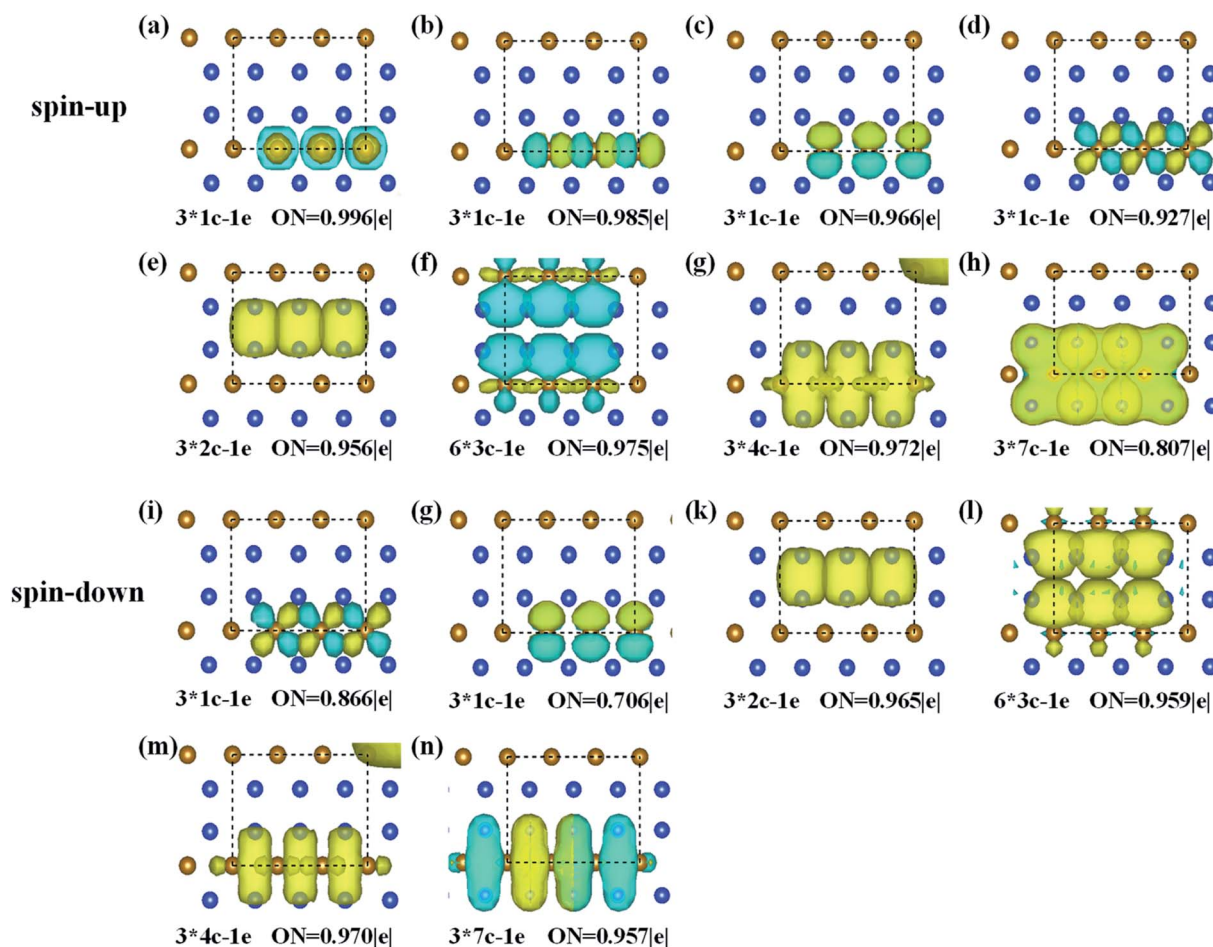 (a) (b) (c) (d)
spin-up
3*1c-1e ON=0.996|e| 3*1c-1e ON=0.985|e| 3*1c-1e ON=0.966|e| 3*1c-1e ON=0.927|e|
(e) (f) (g) (h)
3*2c-1e ON=0.956|e| 6*3c-1e ON=0.975|e| 3*4c-1e ON=0.972|e| 3*7c-1e ON=0.807|e|
(i) (g) (k) (l)
spin-down
3*1c-1e ON=0.866|e| 3*1c-1e ON=0.706|e| 3*2c-1e ON=0.965|e| 6*3c-1e ON=0.959|e|
(m) (n)
3*4c-1e ON=0.970|e| 3*7c-1e ON=0.957|e|